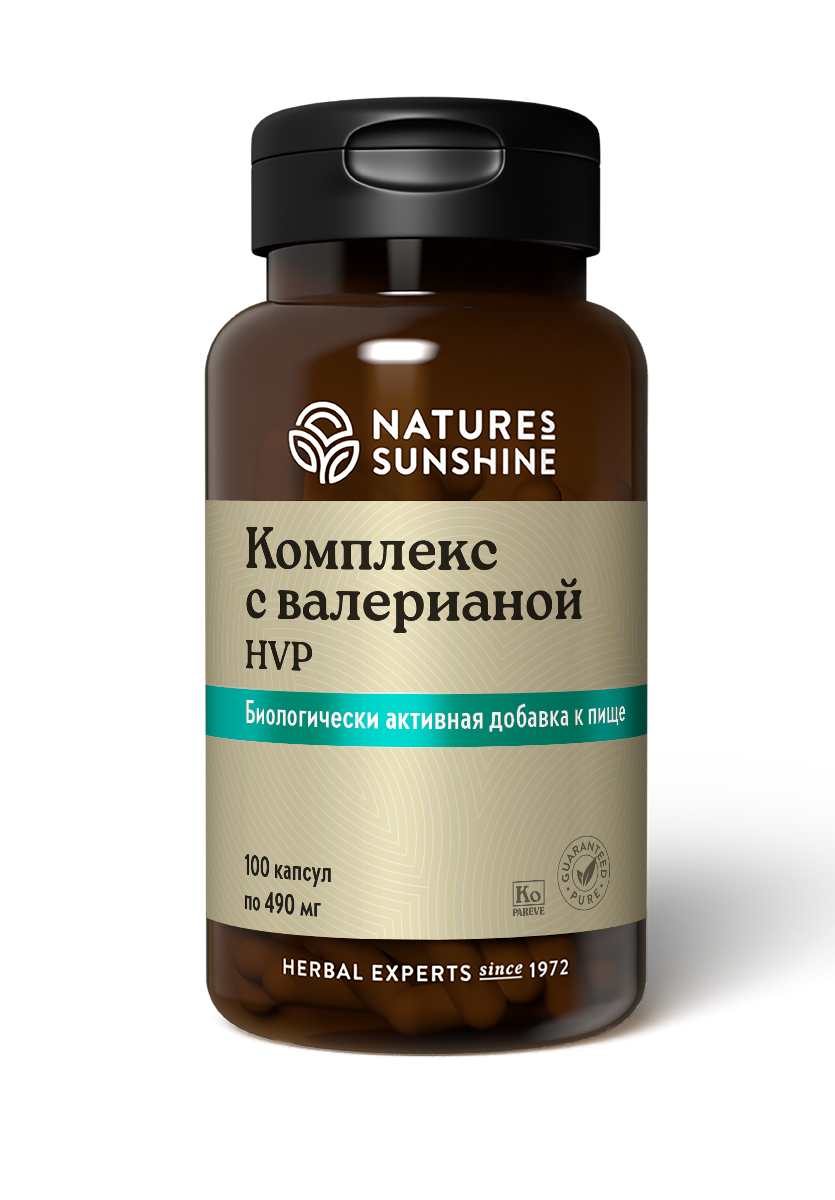 NATURES
SUNSHINE
Комплекс
с валерианой
HVP
Биологически активная добавка к пище
100 капсул
по 490 мг
Ko
PAREVE
GUARANTEED
PURE
HERBAL EXPERTS since 1972